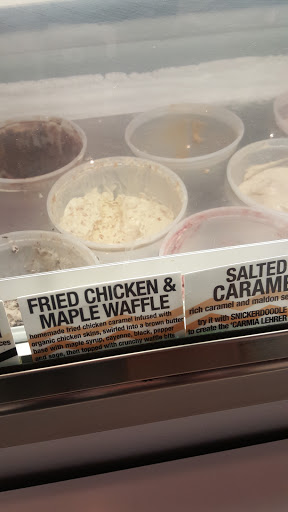 ces
FRIED CHICKEN &
MAPLE WAFFLE
homemade fried chicken caramel infused with
organic chicken skins, swirled into a brown butter
base with maple syrup, cayenne, black, pepper
and sage, then topped with crunchy waffle bits
SALTED
CARAME
rich caramel and maldon se
try it with SNICKERDOODLE
to create the 'CARMIA LEHRER'